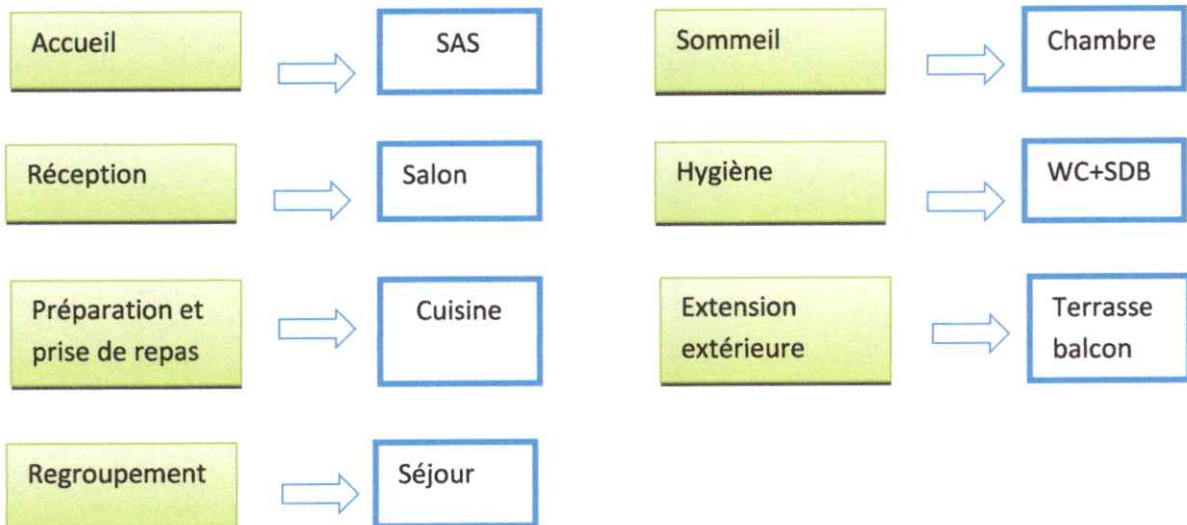 Accueil
SAS
Réception
Salon
Préparation et
prise de repas
Cuisine
Regroupement
Séjour
Sommeil
Chambre
Hygiène
WC+SDB
Extension
extérieure
Terrasse
balcon